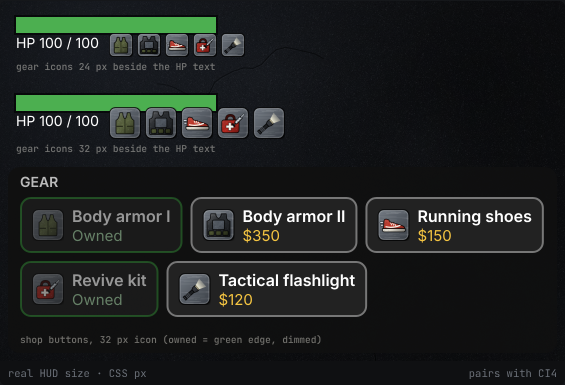 HP 100 / 100
gear icons 24 px beside the HP text
HP 100 / 100
gear icons 32 px beside the HP text
GEAR
Body armor I
Owned
Body armor II
$350
Running shoes
$150
Revive kit
Owned
Tactical flashlight
$120
shop buttons, 32 px icon (owned = green edge, dimmed)
real HUD size · CSS px
pairs with CI4